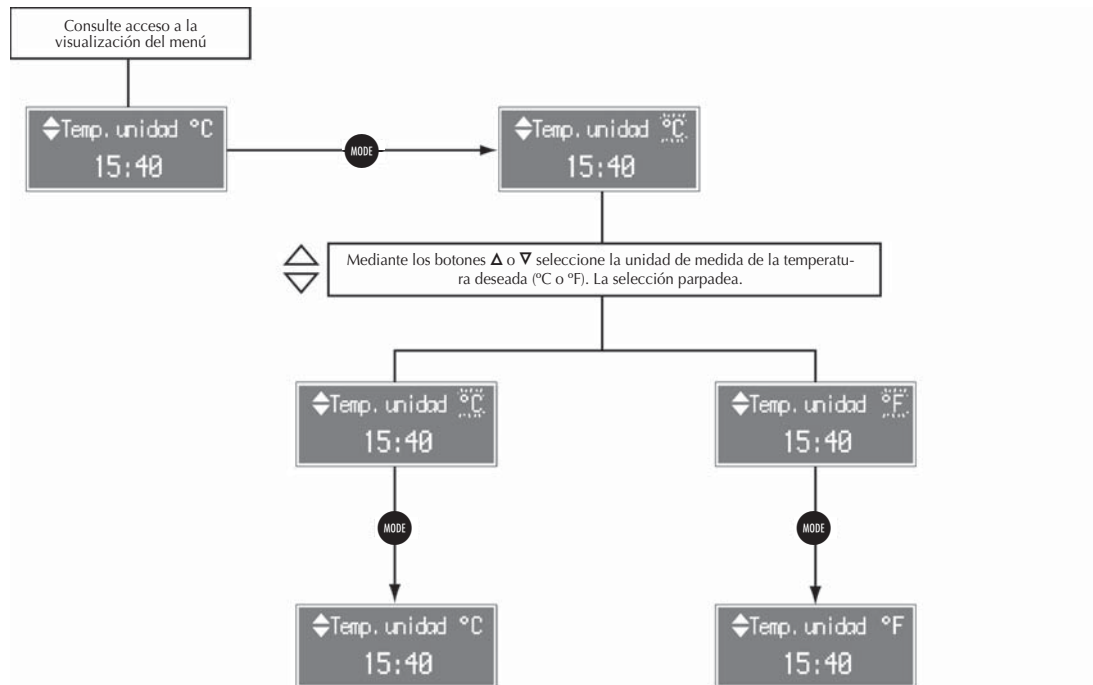 Consulte acceso a la
visualización del menú
Temp. unidad °C
15:40
MODE
Temp. unidad °C
15:40
Mediante los botones Δ o ∇ seleccione la unidad de medida de la temperatu-
ra deseada (ºC o ºF). La selección parpadea.
Temp. unidad °C
15:40
Temp. unidad °F
15:40
MODE
MODE
Temp. unidad °C
15:40
Temp. unidad °F
15:40